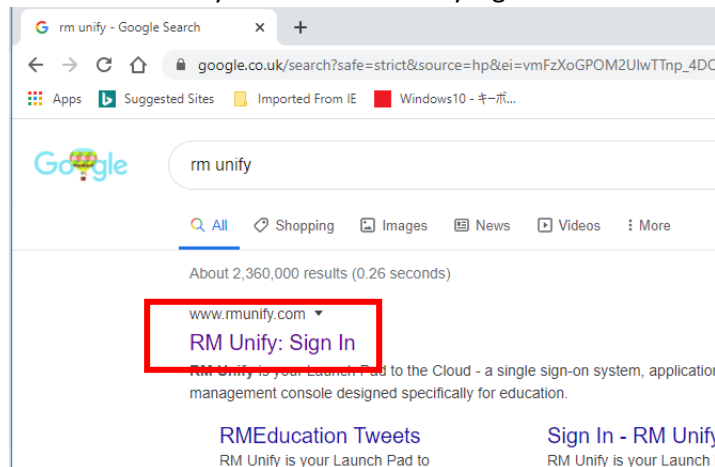 rm unify - Google Search
google.co.uk/search?safe=strict&source=hp&ei=vmFzXoGPOM2UlwTTnp_4DC
Apps Suggested Sites Imported From IE Windows10 - キーボ...
Google
rm unify
All Shopping Images News Videos More
About 2,360,000 results (0.26 seconds)
www.rmunify.com
RM Unify: Sign In
RM Unify is your Launch Pad to the Cloud - a single sign-on system, application
management console designed specifically for education.
RMEducation Tweets Sign In - RM Unify
RM Unify is your Launch Pad to RM Unify is your Launch